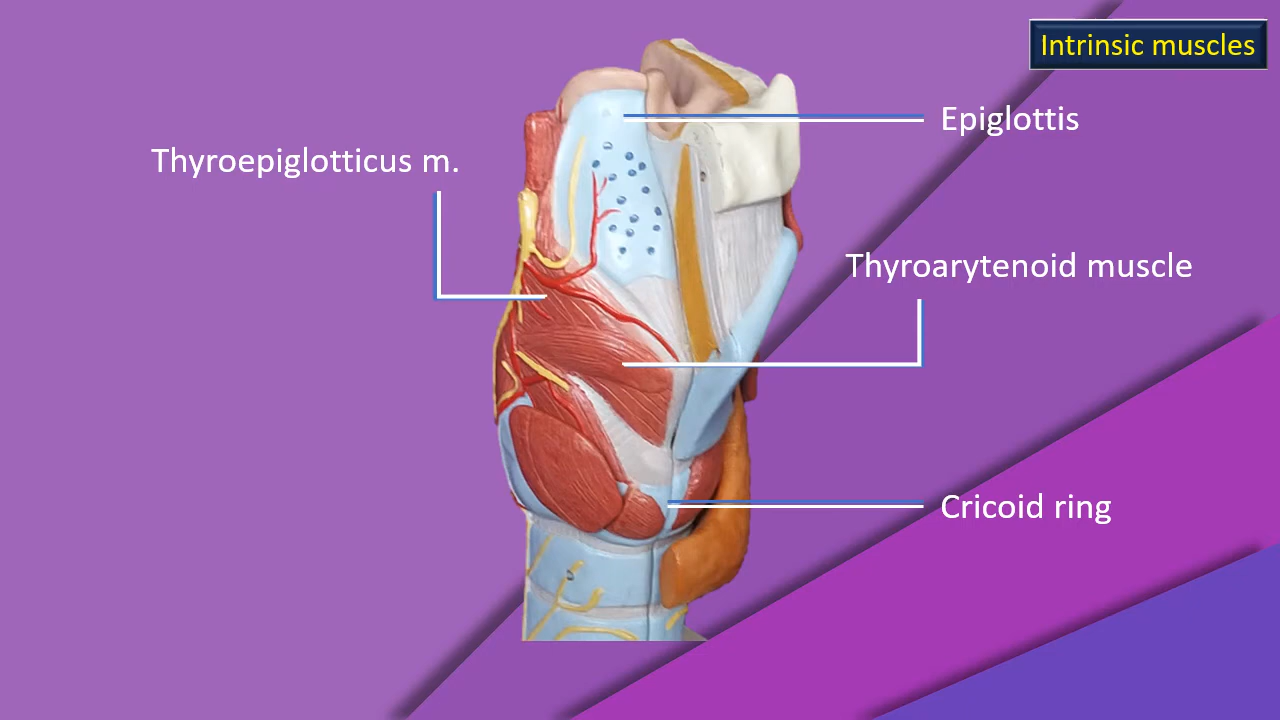 Intrinsic muscles
Epiglottis
Thyroepiglotticus m.
Thyroarytenoid muscle
Cricoid ring